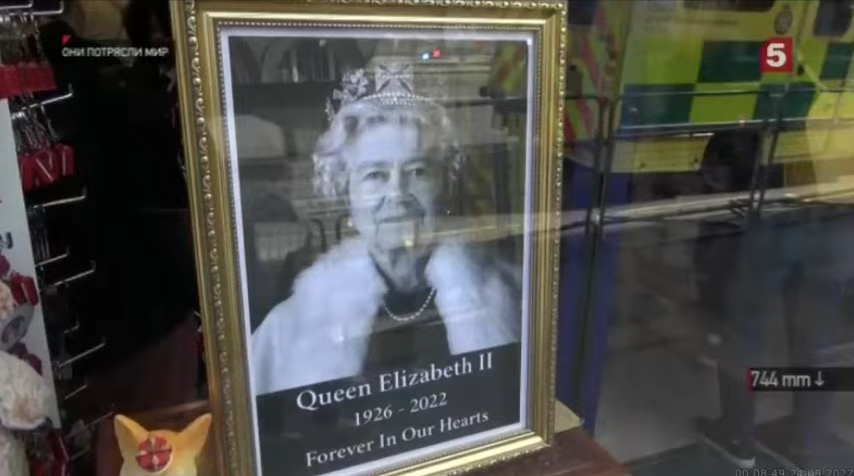 ОНИ ПОТРЯСЛИ МИР
5
Queen Elizabeth II
1926 - 2022
Forever In Our Hearts
744 mm↓